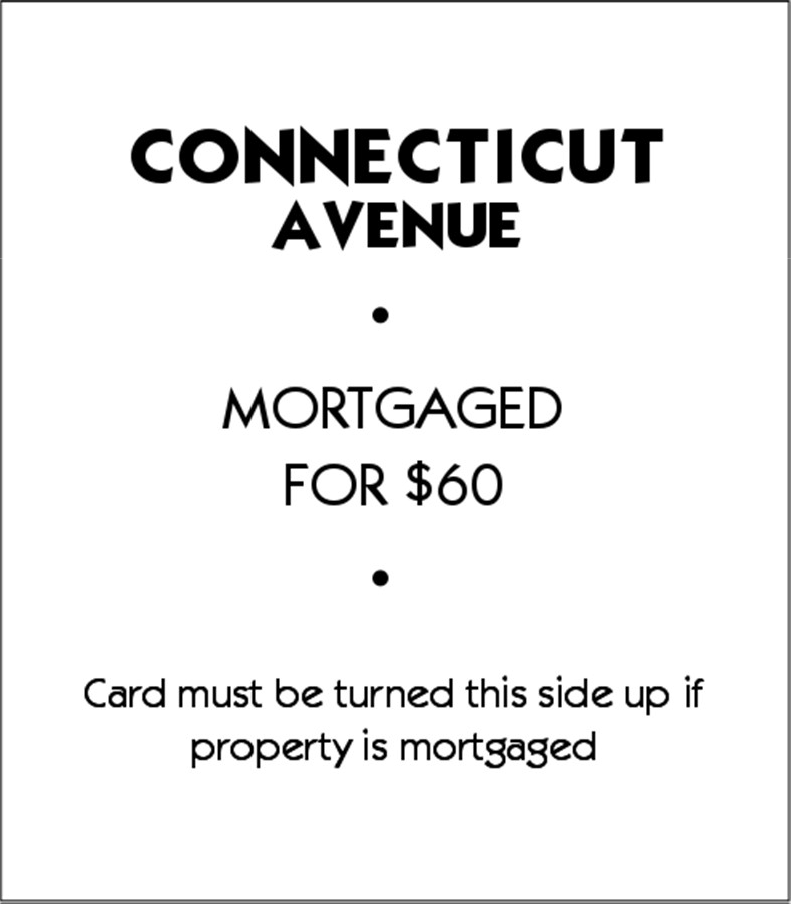 CONNECTICUT
AVENUE
•
MORTGAGED
FOR $60
•
Card must be turned this side up if
property is mortgaged